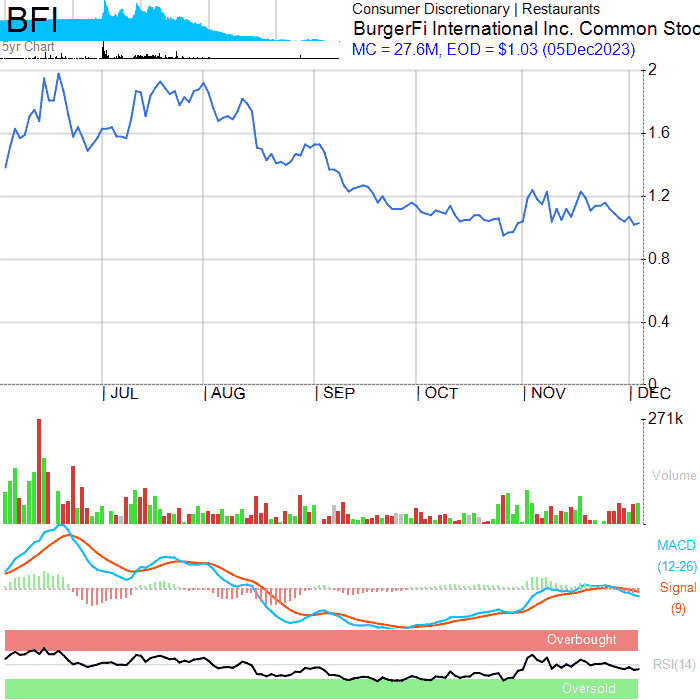 BFI
5yr Chart
Consumer Discretionary | Restaurants
BurgerFi International Inc. Common Stoc
MC = 27.6M, EOD = $1.03 (05Dec2023)
2
1.6
1.2
0.8
0.4
0
| JUL | AUG | SEP | OCT | NOV | DEC
271k
Volume
MACD
(12-26)
Signal
(9)
Overbought
RSI(14)
Oversold